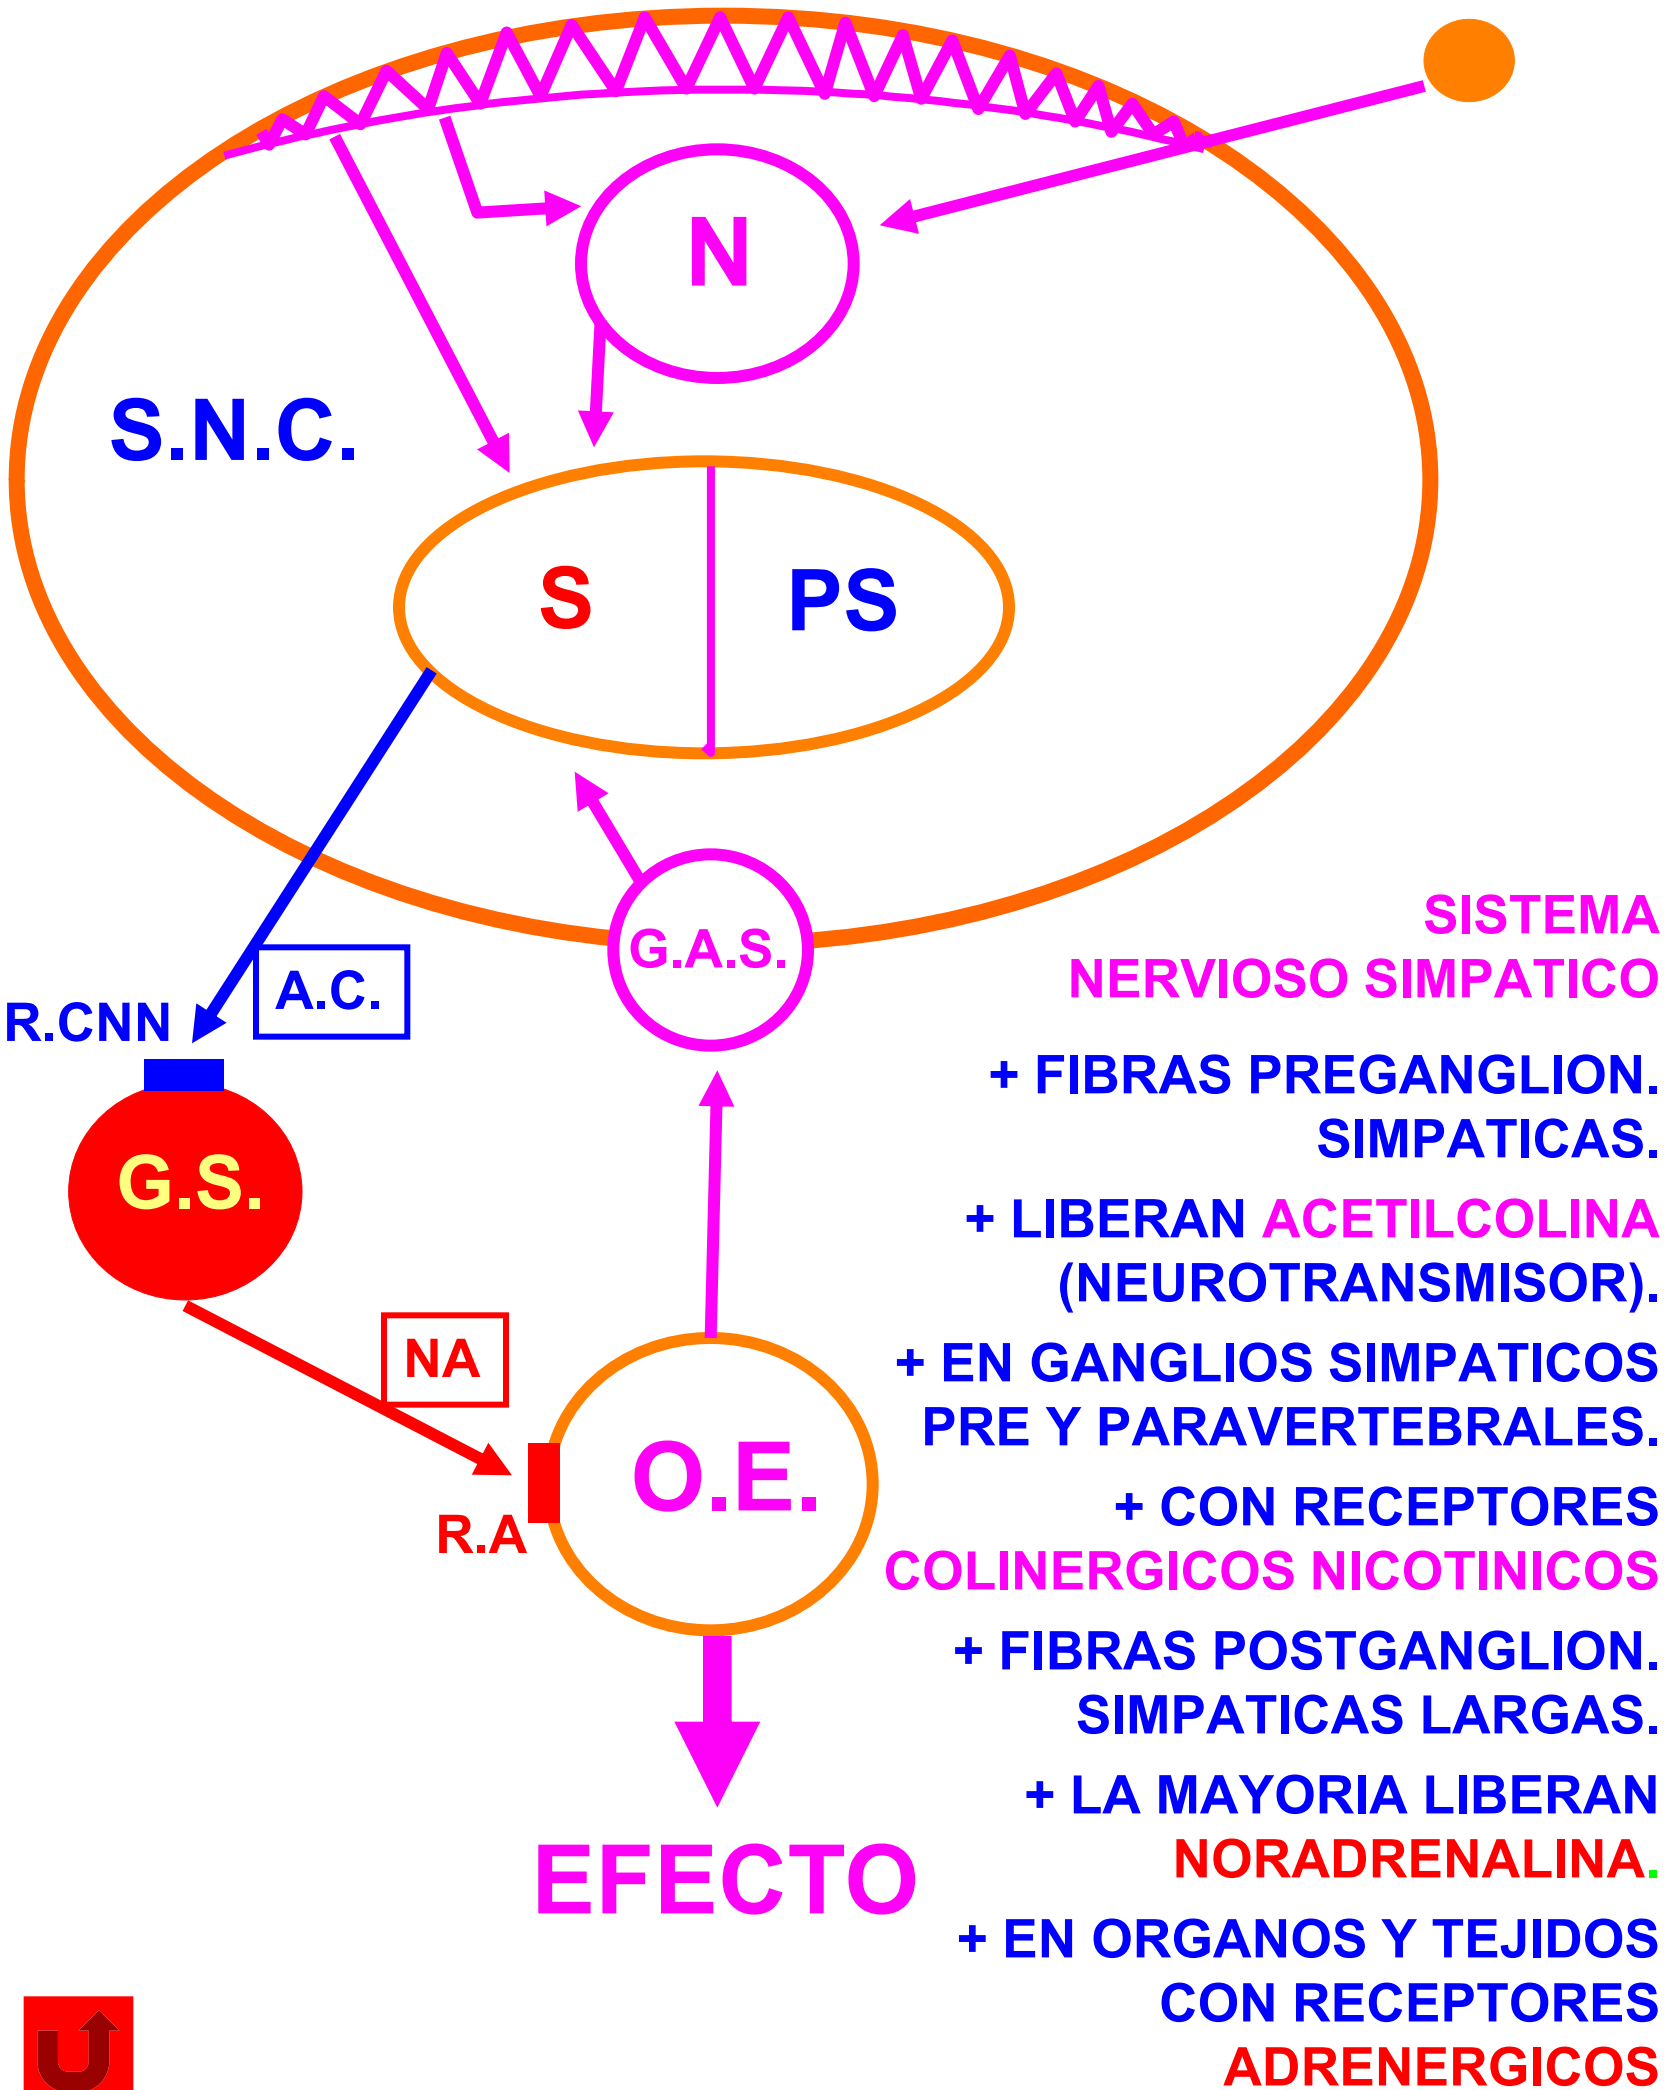 N
S.N.C.
S
PS
G.A.S.
A.C.
R.CNN
G.S.
NA
O.E.
R.A
EFECTO
SISTEMA
NERVIOSO SIMPATICO
+ FIBRAS PREGANGLION.
SIMPATICAS.
+ LIBERAN ACETILCOLINA
(NEUROTRANSMISOR).
+ EN GANGLIOS SIMPATICOS
PRE Y PARAVERTEBRALES.
+ CON RECEPTORES
COLINERGICOS NICOTINICOS
+ FIBRAS POSTGANGLION.
SIMPATICAS LARGAS.
+ LA MAYORIA LIBERAN
NORADRENALINA.
+ EN ORGANOS Y TEJIDOS
CON RECEPTORES
ADRENERGICOS